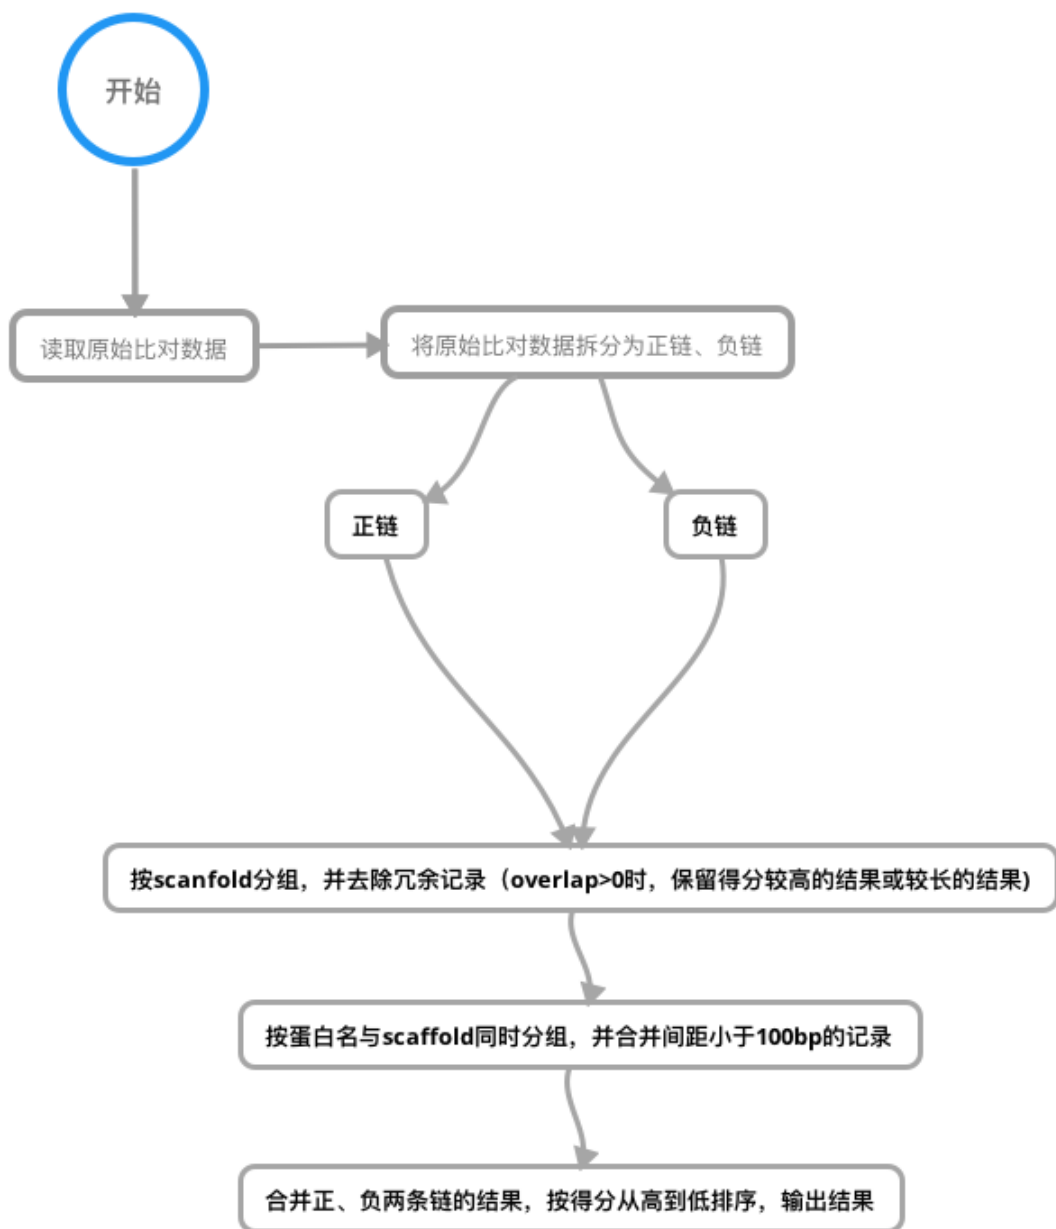 开始
读取原始比对数据
将原始比对数据拆分为正链、负链
正链
负链
按scanfold分组，并去除冗余记录（overlap>0时，保留得分较高的结果或较长的结果)
按蛋白名与scaffold同时分组，并合并间距小于100bp的记录
合并正、负两条链的结果，按得分从高到低排序，输出结果